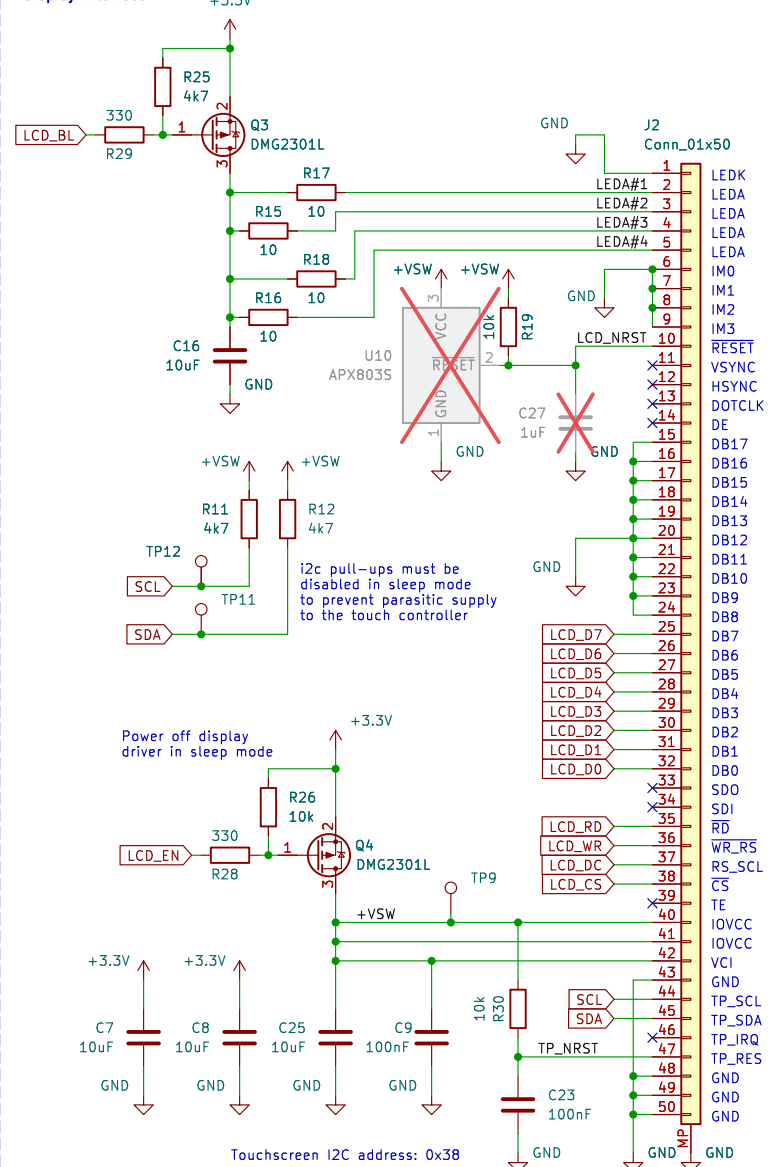 +3.3V
R25
4k7
330
LCD_BL
R29
1
2
3
Q3
DMG2301L
R17
10
R15
10
R18
10
R16
10
C16
10uF
GND
GND
J2
Conn_01x50
LEDA#1
LEDA#2
LEDA#3
LEDA#4
+VSW
+VSW
GND
3
VCC
10k
R19
LCD_NRST
U10
APX803S
RESET
2
GND
1
GND
C27
1uF
GND
+VSW
+VSW
R11
4k7
R12
4k7
TP12
SCL
TP11
SDA
i2c pull-ups must be
disabled in sleep mode
to prevent parasitic supply
to the touch controller
GND
1 LEDK
2 LEDA
3 LEDA
4 LEDA
5 LEDA
6 IM0
7 IM1
8 IM2
9 IM3
10 RESET
11 VSYNC
12 HSYNC
13 DOTCLK
14 DE
15 DB17
16 DB16
17 DB15
18 DB14
19 DB13
20 DB12
21 DB11
22 DB10
23 DB9
24 DB8
LCD_D7 25 DB7
LCD_D6 26 DB6
LCD_D5 27 DB5
LCD_D4 28 DB4
LCD_D3 29 DB3
LCD_D2 30 DB2
LCD_D1 31 DB1
LCD_D0 32 DB0
33 SDO
34 SDI
LCD_RD 35 RD
LCD_WR 36 WR_RS
LCD_DC 37 RS_SCL
LCD_CS 38 CS
39 TE
40 IOVCC
41 IOVCC
42 VCI
43 GND
SCL 44 TP_SCL
SDA 45 TP_SDA
46 TP_IRQ
TP_NRST 47 TP_RES
48 GND
49 GND
50 GND
MP
GND
GND
Power off display
driver in sleep mode
+3.3V
R26
10k
330
LCD_EN
R28
1
2
3
Q4
DMG2301L
TP9
+VSW
+3.3V
+3.3V
C7
10uF
C8
10uF
C25
10uF
C9
100nF
10k
R30
GND
GND
GND
GND
C23
100nF
GND
Touchscreen I2C address: 0x38